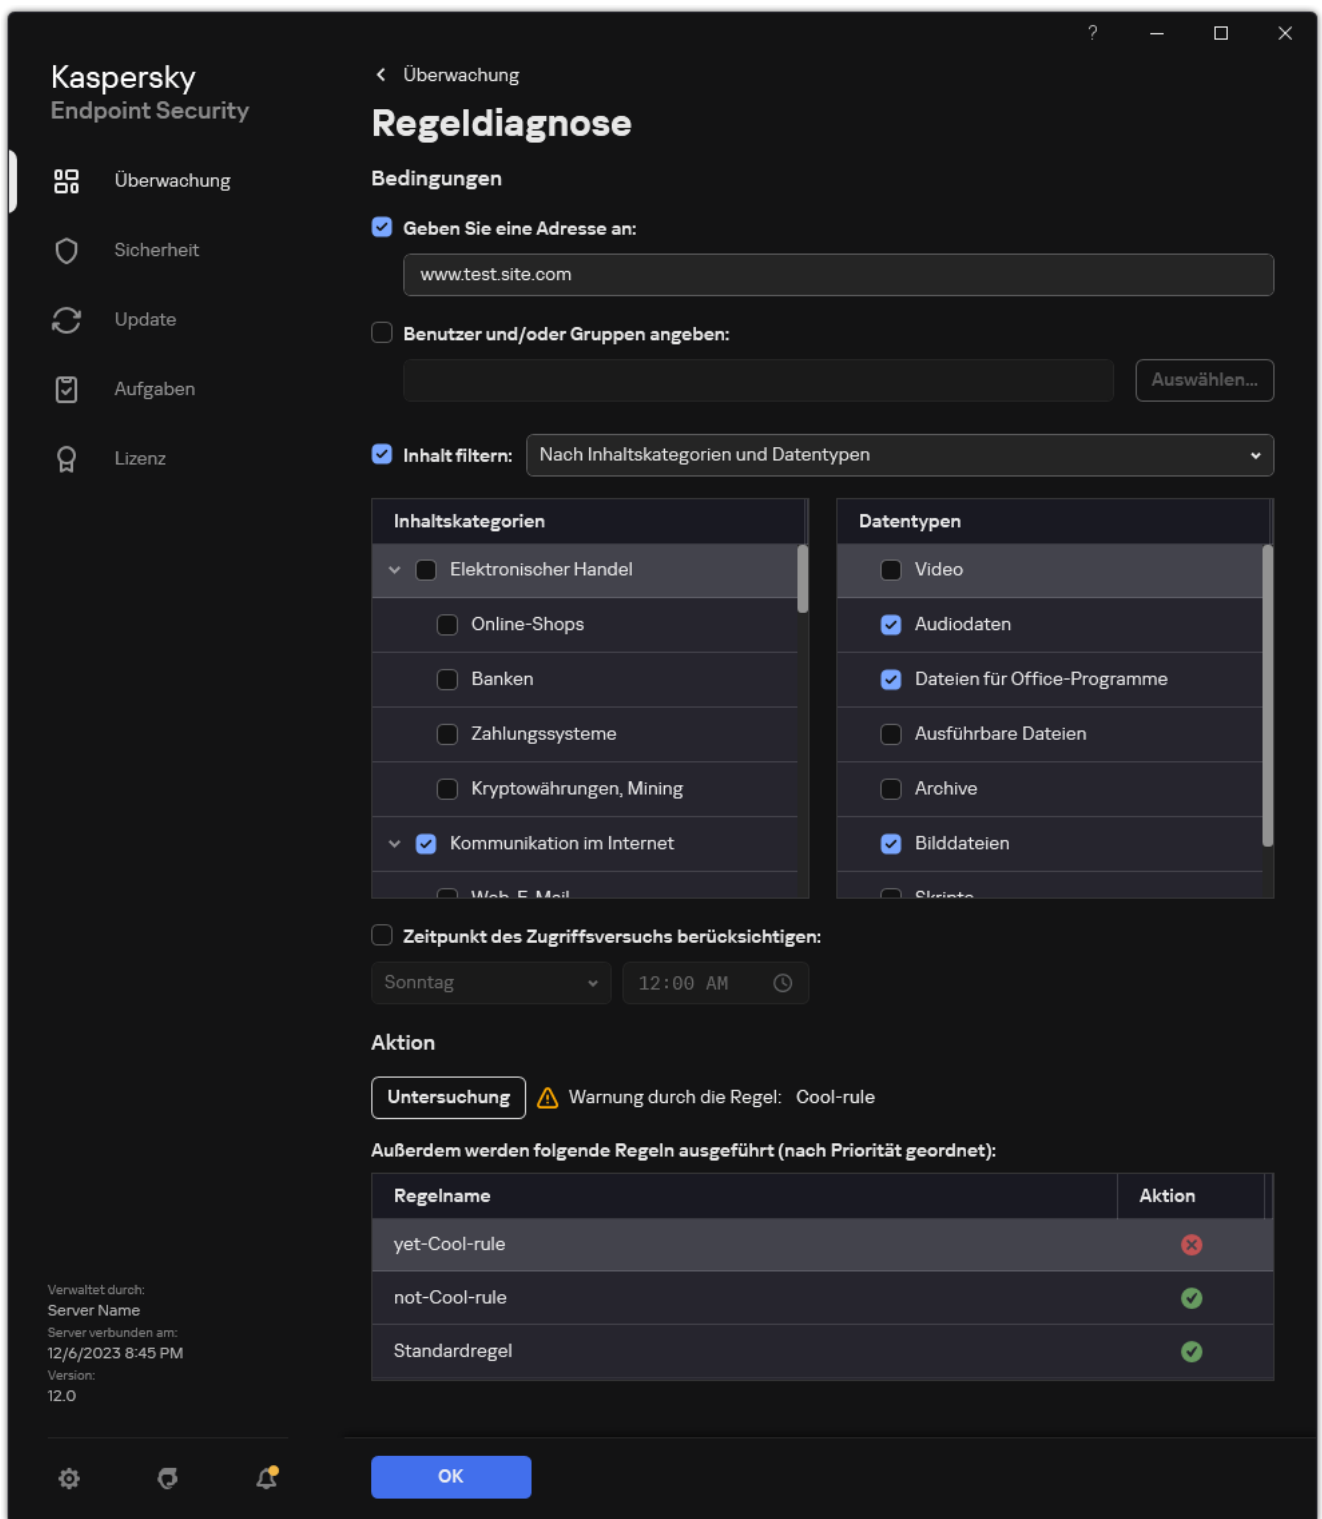 ?
Kaspersky
Endpoint Security
Überwachung
Sicherheit
Update
Aufgaben
Lizenz
Verwaltet durch:
Server Name
Server verbunden am:
12/6/2023 8:45 PM
Version:
12.0
Überwachung
Regeldiagnose
Bedingungen
Geben Sie eine Adresse an:
www.test.site.com
Benutzer und/oder Gruppen angeben:
Auswählen...
Inhalt filtern: Nach Inhaltskategorien und Datentypen
Inhaltskategorien
Elektronischer Handel
Online-Shops
Banken
Zahlungssysteme
Kryptowährungen, Mining
Kommunikation im Internet
Web-E-Mail
Datentypen
Video
Audiodaten
Dateien für Office-Programme
Ausführbare Dateien
Archive
Bilddateien
Skripte
Zeitpunkt des Zugriffsversuchs berücksichtigen:
Sonntag 12:00 AM
Aktion
Untersuchung Warnung durch die Regel: Cool-rule
Außerdem werden folgende Regeln ausgeführt (nach Priorität geordnet):
Regelname Aktion
yet-Cool-rule
not-Cool-rule
Standardregel
OK